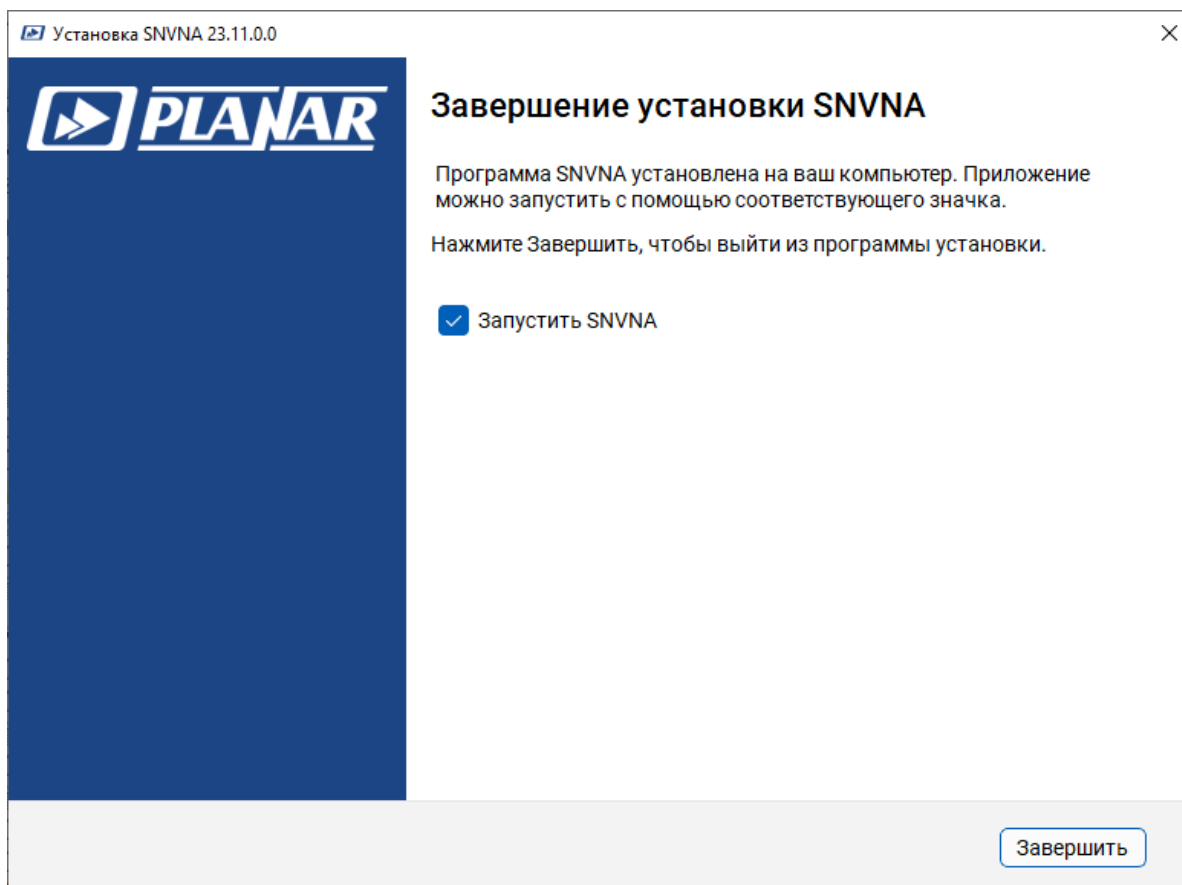 Установка SNVNA 23.11.0.0
PLANAR
Завершение установки SNVNA
Программа SNVNA установлена на ваш компьютер. Приложение
можно запустить с помощью соответствующего значка.
Нажмите Завершить, чтобы выйти из программы установки.
Запустить SNVNA
Завершить